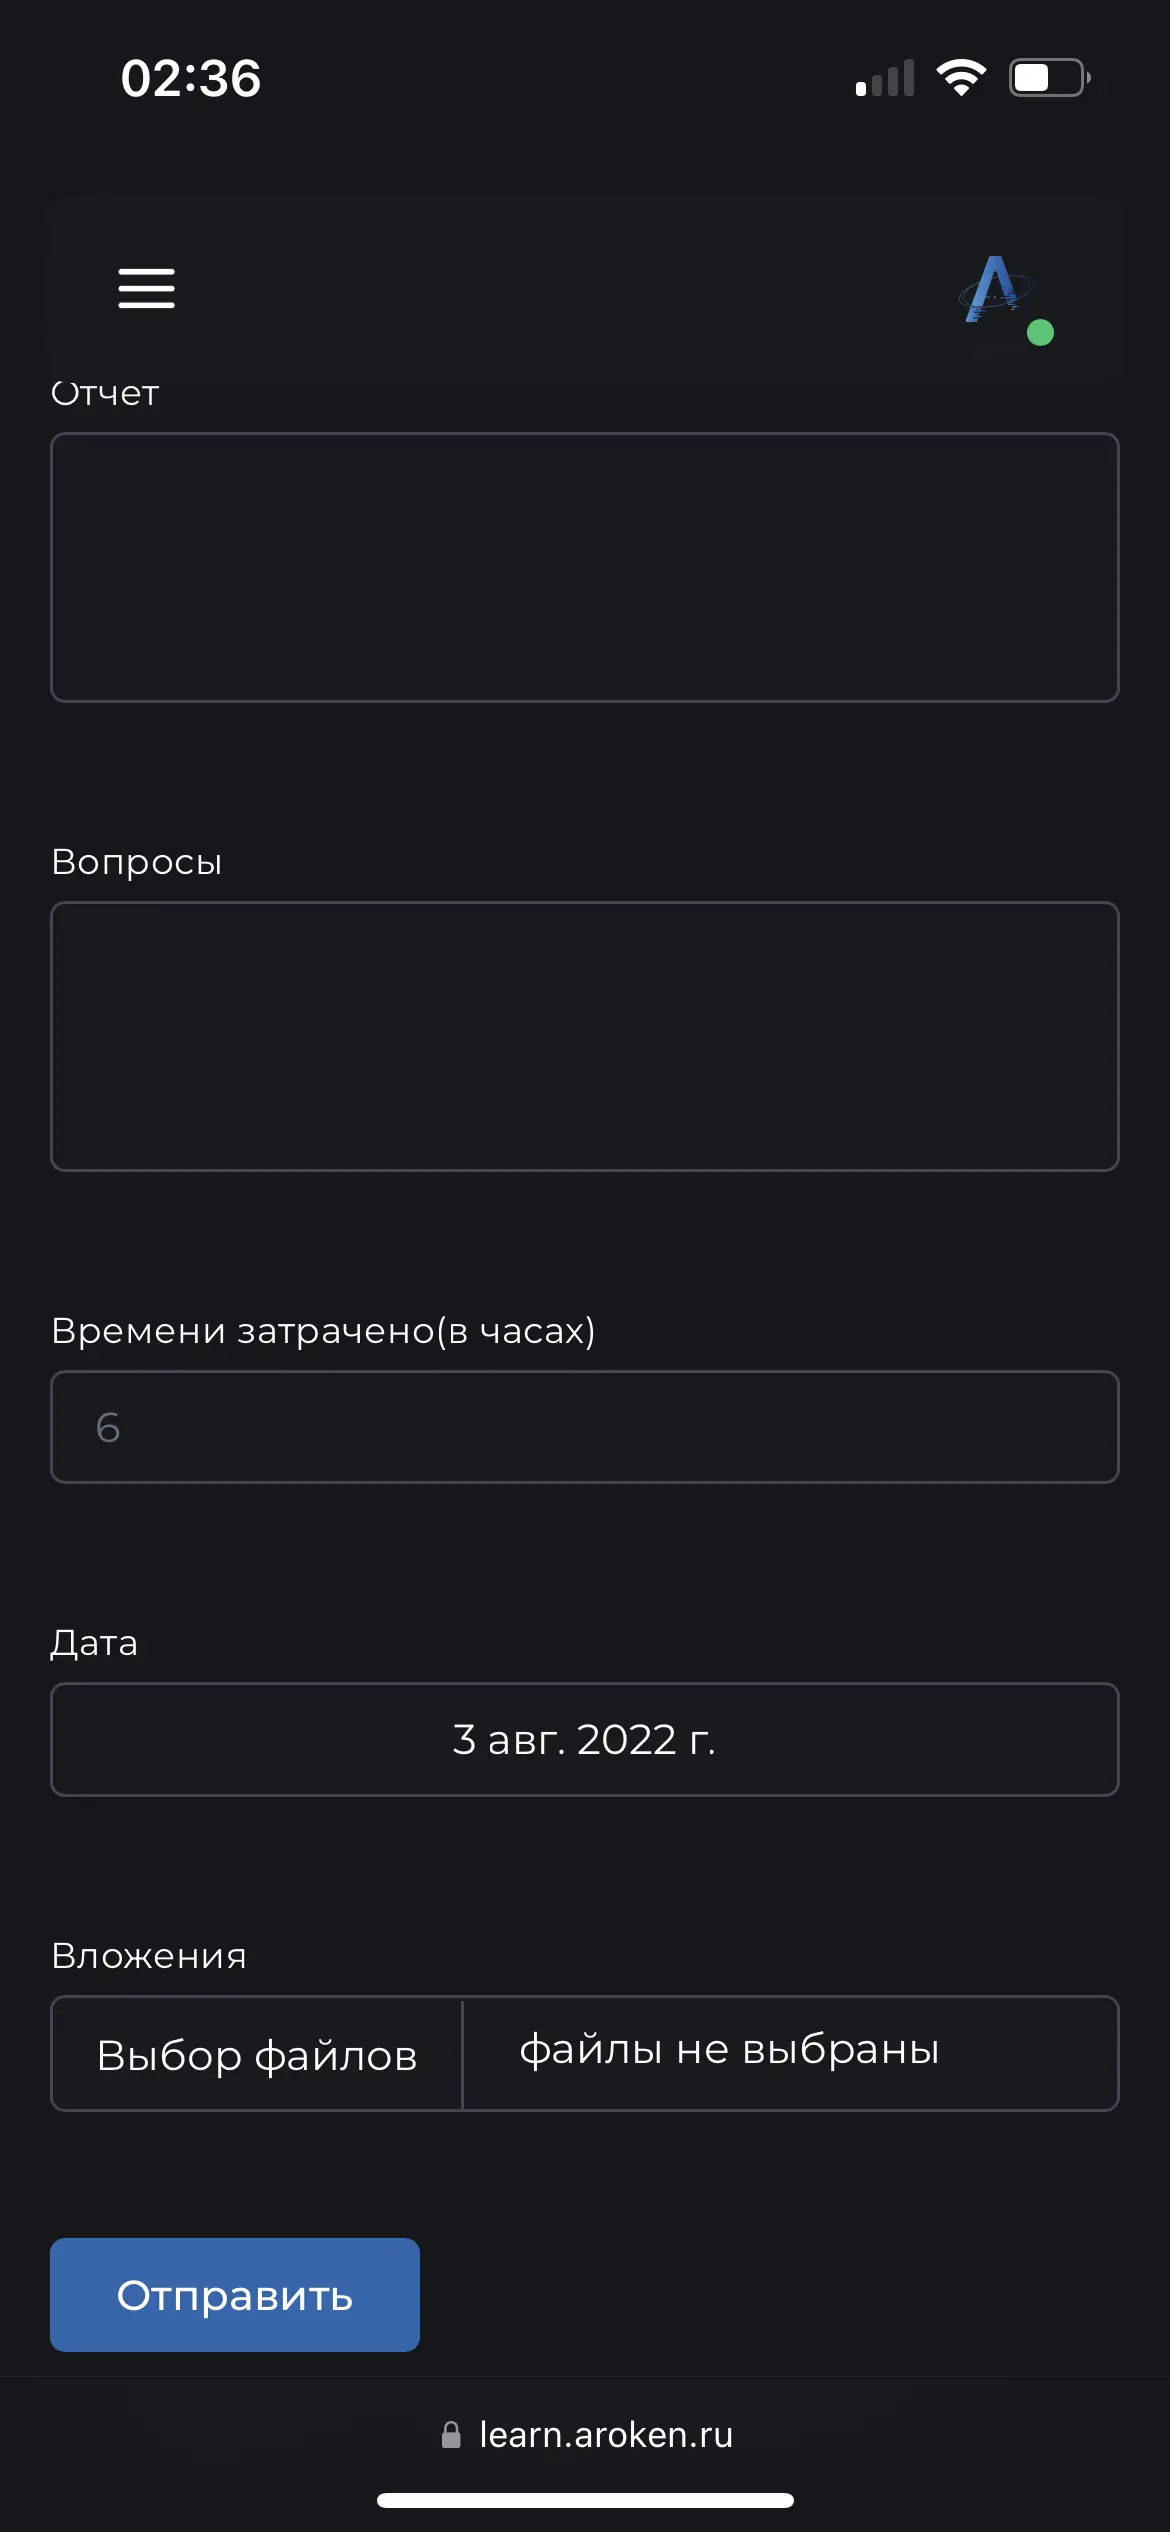 02:36
Отчет
Вопросы
Времени затрачено(в часах)
6
Дата
3 авг. 2022 г.
Вложения
Выбор файлов файлы не выбраны
Отправить
learn.aroken.ru